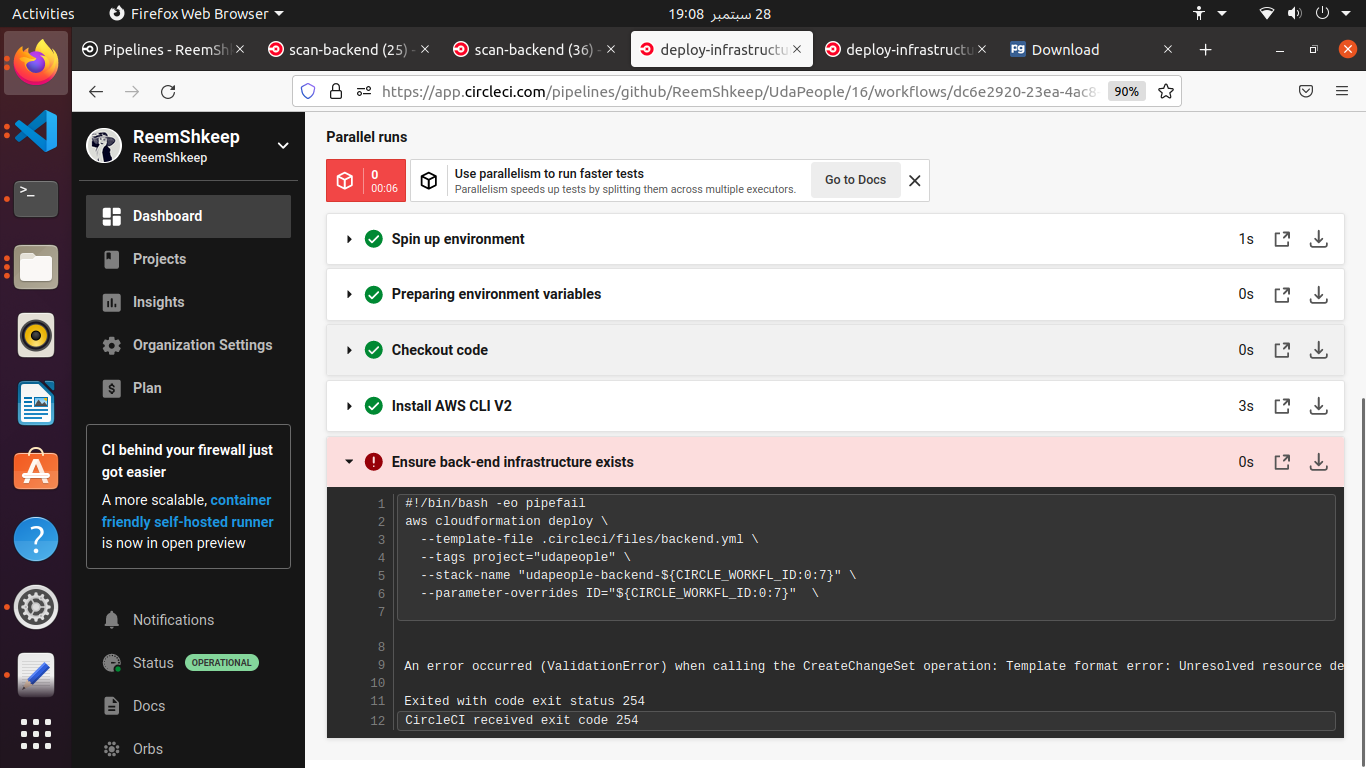 Activities
Firefox Web Browser
28 سبتمبر 19:08
Pipelines - ReemSh
scan-backend (25) -
scan-backend (36) -
deploy-infrastructu
deploy-infrastructu
Download
https://app.circleci.com/pipelines/github/ReemShkeep/UdaPeople/16/workflows/dc6e2920-23ea-4ac8-
90%
ReemShkeep
ReemShkeep
Dashboard
Projects
Insights
Organization Settings
Plan
CI behind your firewall just
got easier
A more scalable, container
friendly self-hosted runner
is now in open preview
Notifications
Status OPERATIONAL
Docs
Orbs
Parallel runs
0
00:06
Use parallelism to run faster tests
Parallelism speeds up tests by splitting them across multiple executors.
Go to Docs
Spin up environment 1s
Preparing environment variables 0s
Checkout code 0s
Install AWS CLI V2 3s
Ensure back-end infrastructure exists 0s
1 #!/bin/bash -eo pipefail
2 aws cloudformation deploy \
3 --template-file .circleci/files/backend.yml \
4 --tags project="udapeople" \
5 --stack-name "udapeople-backend-${CIRCLE_WORKFL_ID:0:7}" \
6 --parameter-overrides ID="${CIRCLE_WORKFL_ID:0:7}" \
7
8
9 An error occurred (ValidationError) when calling the CreateChangeSet operation: Template format error: Unresolved resource de
10
11 Exited with code exit status 254
12 CircleCI received exit code 254